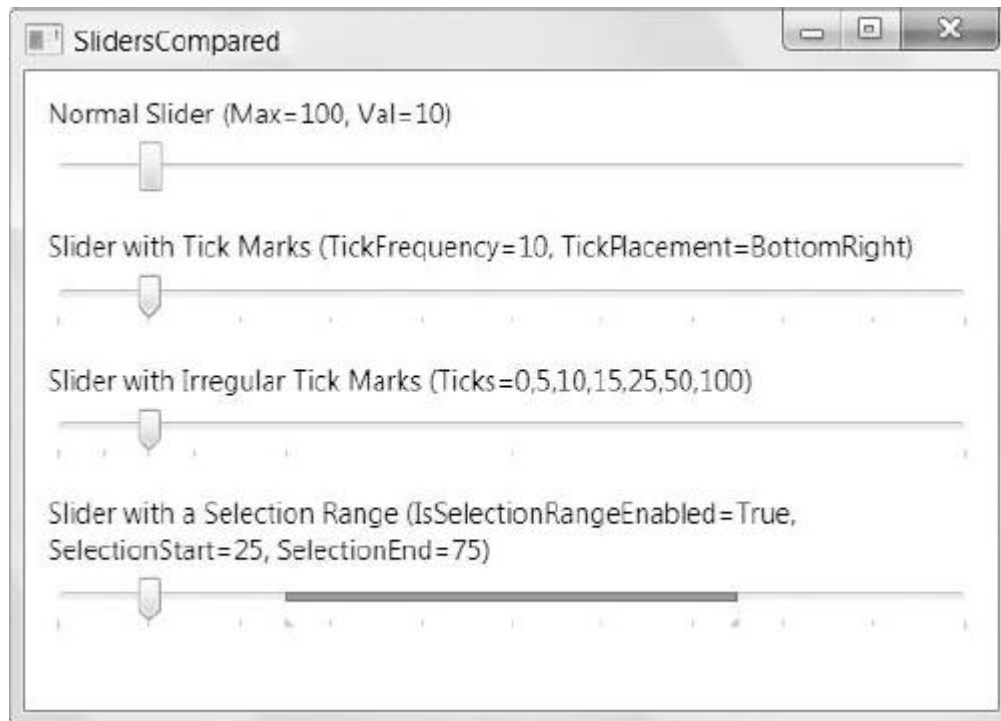 SlidersCompared
Normal Slider (Max=100, Val=10)
Slider with Tick Marks (TickFrequency=10, TickPlacement=BottomRight)
Slider with Irregular Tick Marks (Ticks=0,5,10,15,25,50,100)
Slider with a Selection Range (IsSelectionRangeEnabled=True,
SelectionStart=25, SelectionEnd=75)